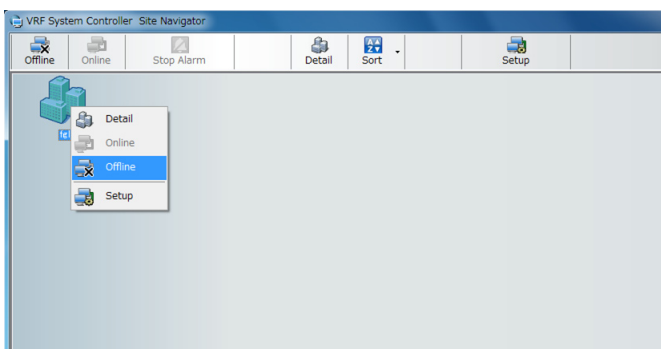 VRF System Controller Site Navigator
Offline Online Stop Alarm Detail Sort Setup
Detail
Online
Offline
Setup